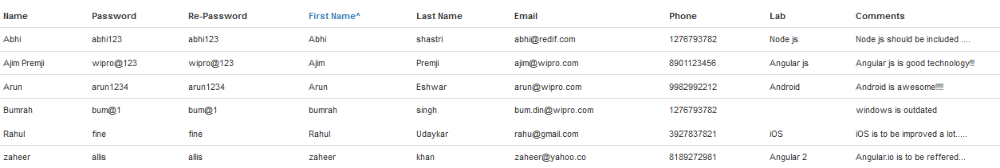 Name Password Re-Password First Name^ Last Name Email Phone Lab Comments
Abhi abhi123 abhi123 Abhi shastri abhi@redif.com 1276793782 Node js Node js should be included ....
Ajim Premji wipro@123 wipro@123 Ajim Premji ajim@wipro.com 8901123456 Angular js Angular js is good technology!!!
Arun arun1234 arun1234 Arun Eshwar arun@wipro.com 9982992212 Android Android is awesome
Bumrah bum@1 bum@1 bumrah singh bum.din@wipro.com 1276793782 windows is outdated
Rahul fine fine Rahul Udaykar rahu@gmail.com 3927837821 iOS iOS is to be improved a lot.....
zaheer allis allis zaheer khan zaheer@yahoo.co 8189272981 Angular 2 Angular.io is to be reffered...